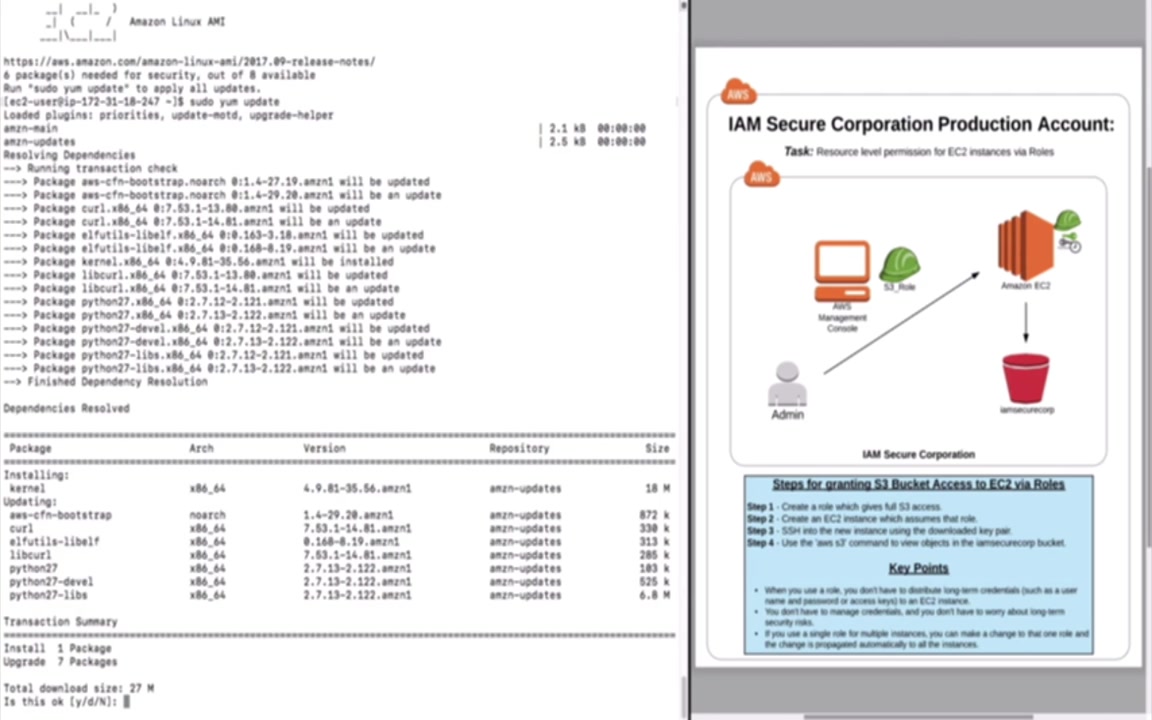 __|  __|_  )
_|  (     /   Amazon Linux AMI
___|\___|___|
https://aws.amazon.com/amazon-linux-ami/2017.09-release-notes/
6 package(s) needed for security, out of 8 available
Run "sudo yum update" to apply all updates.
[ec2-user@ip-172-31-18-247 ~]$ sudo yum update
Loaded plugins: priorities, update-motd, upgrade-helper
amzn-main | 2.1 kB 00:00:00
amzn-updates | 2.5 kB 00:00:00
Resolving Dependencies
--> Running transaction check
---> Package aws-cfn-bootstrap.noarch 0:1.4-27.19.amzn1 will be updated
---> Package aws-cfn-bootstrap.noarch 0:1.4-29.20.amzn1 will be an update
---> Package curl.x86_64 0:7.53.1-13.80.amzn1 will be updated
---> Package curl.x86_64 0:7.53.1-14.81.amzn1 will be an update
---> Package elfutils-libelf.x86_64 0:0.163-3.18.amzn1 will be updated
---> Package elfutils-libelf.x86_64 0:0.168-8.19.amzn1 will be an update
---> Package kernel.x86_64 0:4.9.81-35.56.amzn1 will be installed
---> Package libcurl.x86_64 0:7.53.1-13.80.amzn1 will be updated
---> Package libcurl.x86_64 0:7.53.1-14.81.amzn1 will be an update
---> Package python27.x86_64 0:2.7.12-2.121.amzn1 will be updated
---> Package python27.x86_64 0:2.7.13-2.122.amzn1 will be an update
---> Package python27-devel.x86_64 0:2.7.12-2.121.amzn1 will be updated
---> Package python27-devel.x86_64 0:2.7.13-2.122.amzn1 will be an update
---> Package python27-libs.x86_64 0:2.7.12-2.121.amzn1 will be updated
---> Package python27-libs.x86_64 0:2.7.13-2.122.amzn1 will be an update
--> Finished Dependency Resolution
Dependencies Resolved
Package Arch Version Repository Size
Installing:
kernel x86_64 4.9.81-35.56.amzn1 amzn-updates 18 M
Updating:
aws-cfn-bootstrap noarch 1.4-29.20.amzn1 amzn-updates 872 k
curl x86_64 7.53.1-14.81.amzn1 amzn-updates 330 k
elfutils-libelf x86_64 0.168-8.19.amzn1 amzn-updates 313 k
libcurl x86_64 7.53.1-14.81.amzn1 amzn-updates 285 k
python27 x86_64 2.7.13-2.122.amzn1 amzn-updates 103 k
python27-devel x86_64 2.7.13-2.122.amzn1 amzn-updates 525 k
python27-libs x86_64 2.7.13-2.122.amzn1 amzn-updates 6.8 M
Transaction Summary
Install 1 Package
Upgrade 7 Packages
Total download size: 27 M
Is this ok [y/d/N]:
AWS
IAM Secure Corporation Production Account:
Task: Resource level permission for EC2 instances via Roles
AWS
S3_Role
Amazon EC2
AWS
Management
Console
Admin
iamsecurecorp
IAM Secure Corporation
Steps for granting S3 Bucket Access to EC2 via Roles
Step 1 - Create a role which gives full S3 access.
Step 2 - Create an EC2 instance which assumes that role.
Step 3 - SSH into the new instance using the downloaded key pair.
Step 4 - Use the 'aws s3' command to view objects in the iamsecurecorp bucket.
Key Points
• When you use a role, you don't have to distribute long-term credentials (such as a user
name and password or access keys) to an EC2 instance.
• You don't have to manage credentials, and you don't have to worry about long-term
security risks.
• If you use a single role for multiple instances, you can make a change to that one role and
the change is propagated automatically to all the instances.